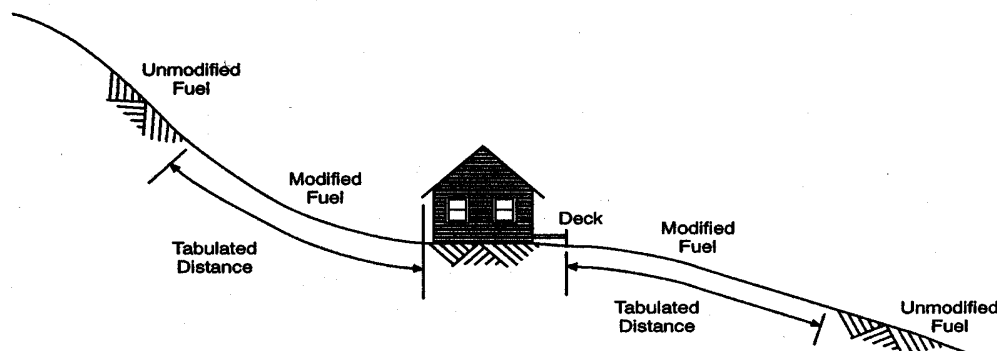 Unmodified
Fuel
Modified
Fuel
Tabulated
Distance
Deck
Modified
Fuel
Tabulated
Distance
Unmodified
Fuel